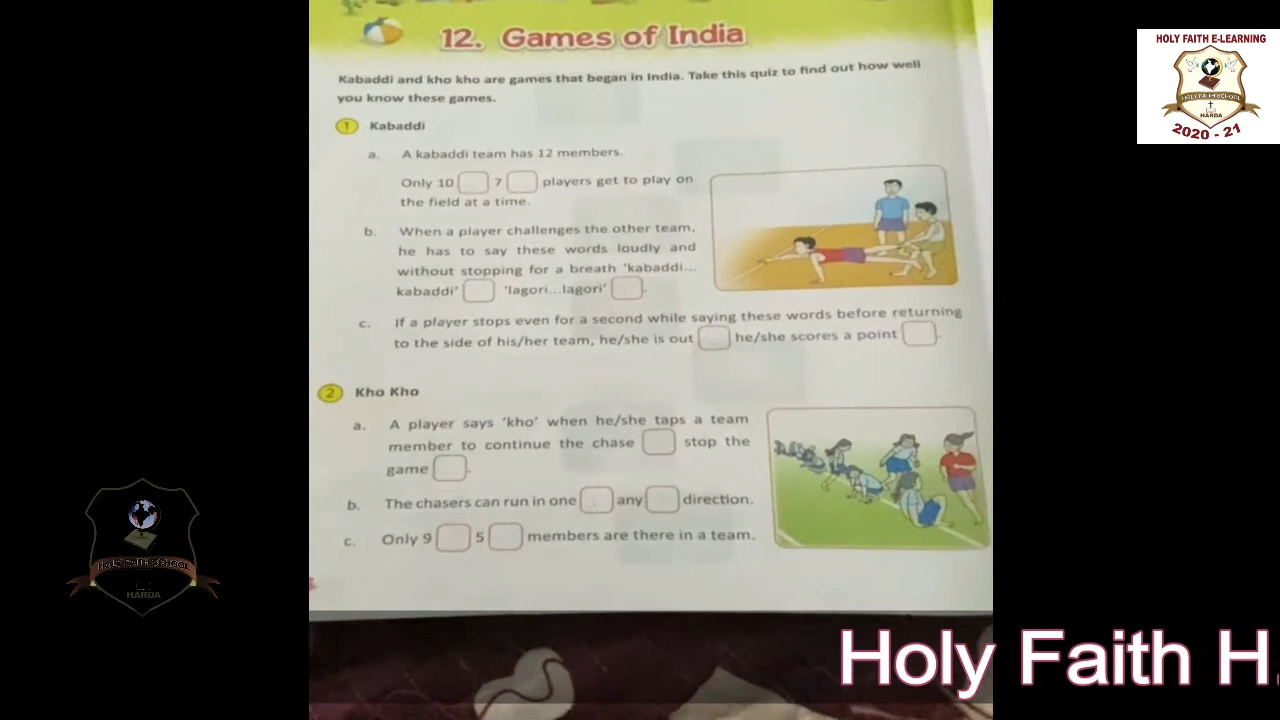 12. Games of India
Kabaddi and kho kho are games that began in India. Take this quiz to find out how well
you know these games.
1 Kabaddi
a. A kabaddi team has 12 members.
Only 10 7 players get to play on
the field at a time.
b. When a player challenges the other team,
he has to say these words loudly and
without stopping for a breath 'kabaddi...
kabaddi' 'lagori...lagori'.
c. If a player stops even for a second while saying these words before returning
to the side of his/her team, he/she is out he/she scores a point.
2 Kho Kho
a. A player says 'kho' when he/she taps a team
member to continue the chase stop the
game.
b. The chasers can run in one any direction.
c. Only 9 5 members are there in a team.
HOLY FAITH E-LEARNING
HOLY FAITH SCHOOL
HARDA
2020 - 21
HOLY FAITH SCHOOL
HARDA
Holy Faith H.